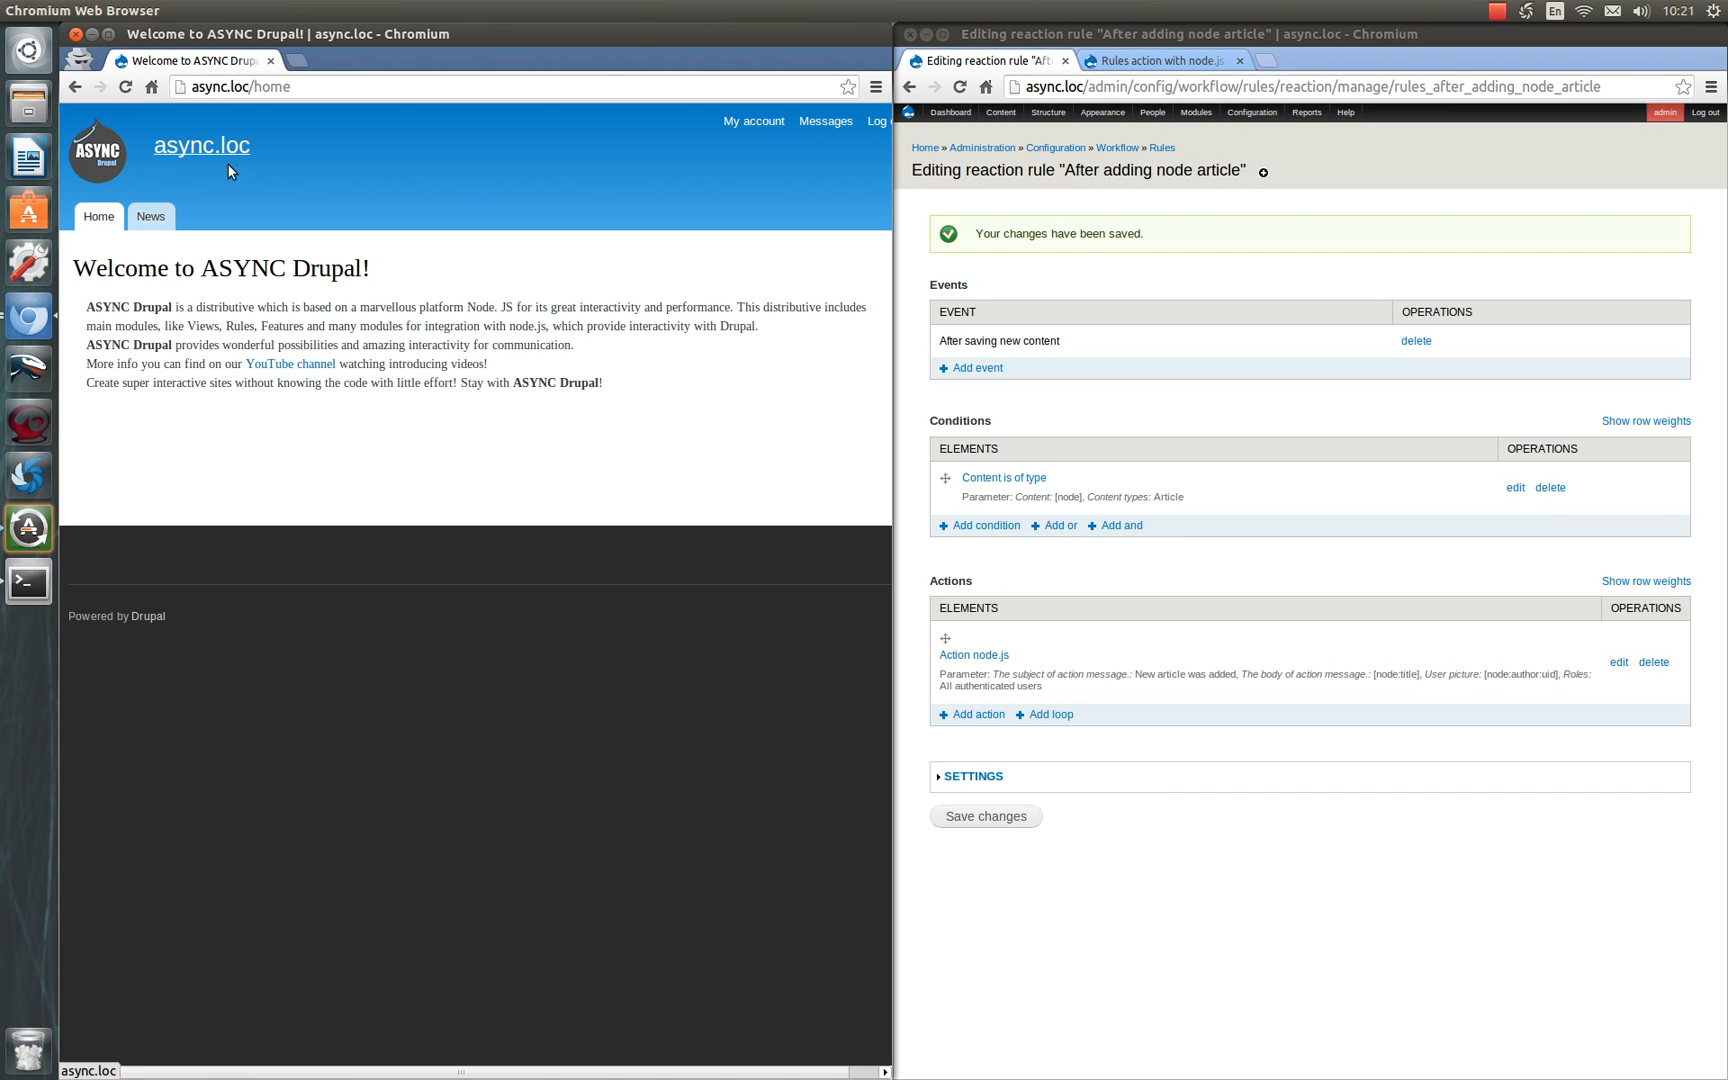 Chromium Web Browser
En
10:21
Welcome to ASYNC Drupal! | async.loc - Chromium
Welcome to ASYNC Drupa
async.loc/home
ASYNC
Drupal
async.loc
My account
Messages
Log
Home
News
Welcome to ASYNC Drupal!
ASYNC Drupal is a distributive which is based on a marvellous platform Node. JS for its great interactivity and performance. This distributive includes
main modules, like Views, Rules, Features and many modules for integration with node.js, which provide interactivity with Drupal.
ASYNC Drupal provides wonderful possibilities and amazing interactivity for communication.
More info you can find on our YouTube channel watching introducing videos!
Create super interactive sites without knowing the code with little effort! Stay with ASYNC Drupal!
Powered by Drupal
async.loc
Editing reaction rule "After adding node article" | async.loc - Chromium
Editing reaction rule "Aft
Rules action with node.js
async.loc/admin/config/workflow/rules/reaction/manage/rules_after_adding_node_article
Dashboard
Content
Structure
Appearance
People
Modules
Configuration
Reports
Help
admin
Log out
Home » Administration » Configuration » Workflow » Rules
Editing reaction rule "After adding node article"
Your changes have been saved.
Events
EVENT
OPERATIONS
After saving new content
delete
Add event
Conditions
Show row weights
ELEMENTS
OPERATIONS
Content is of type
Parameter: Content: [node], Content types: Article
edit delete
Add condition
Add or
Add and
Actions
Show row weights
ELEMENTS
OPERATIONS
Action node.js
Parameter: The subject of action message.: New article was added, The body of action message.: [node:title], User picture: [node:author:uid], Roles:
All authenticated users
edit delete
Add action
Add loop
SETTINGS
Save changes